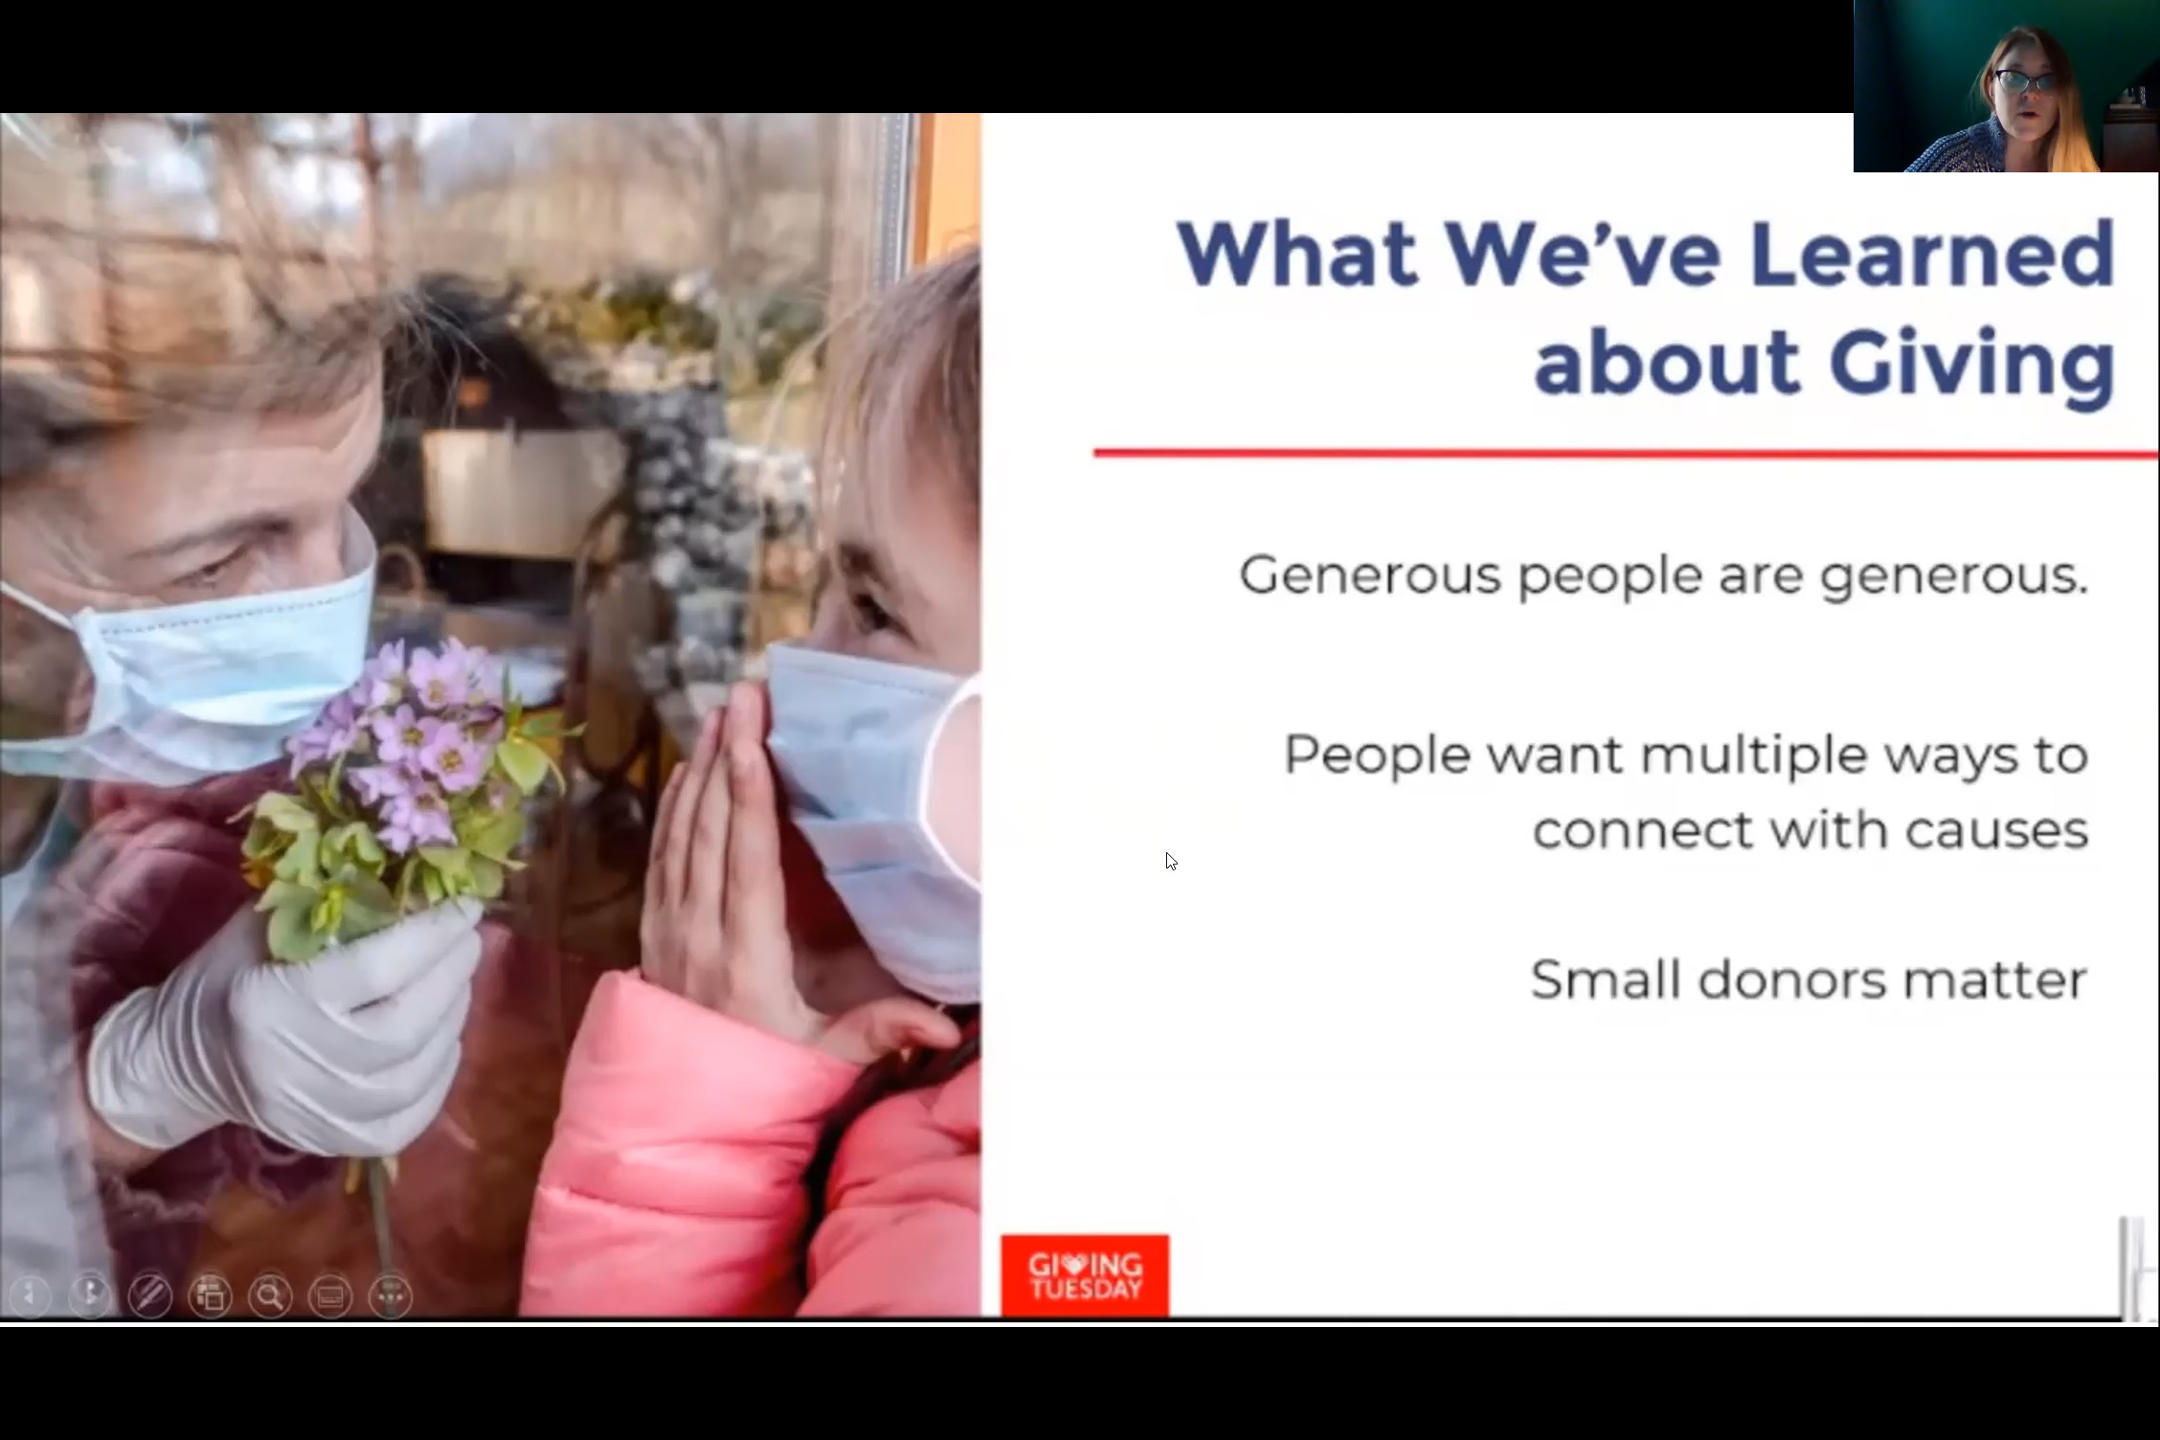 What We’ve Learned
about Giving
Generous people are generous.
People want multiple ways to
connect with causes
Small donors matter
GIVING
TUESDAY